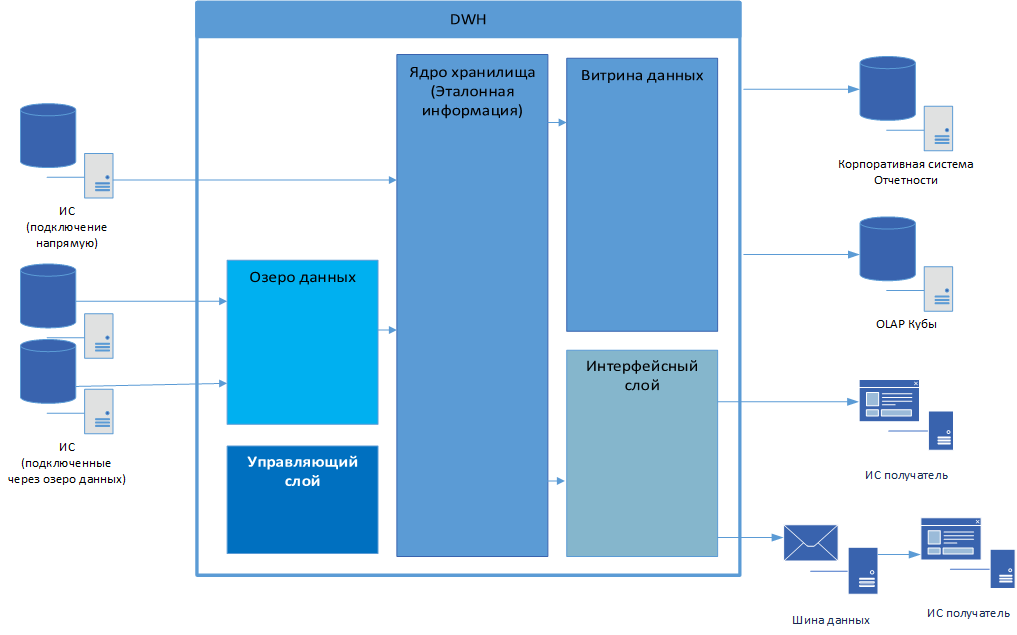 DWH
Ядро хранилища
(Эталонная
информация)
Витрина данных
Корпоративная система
Отчетности
ИС
(подключение
напрямую)
Озеро данных
OLAP Кубы
Интерфейсный
слой
ИС
(подключенные
через озеро данных)
Управляющий
слой
ИС получатель
Шина данных
ИС получатель